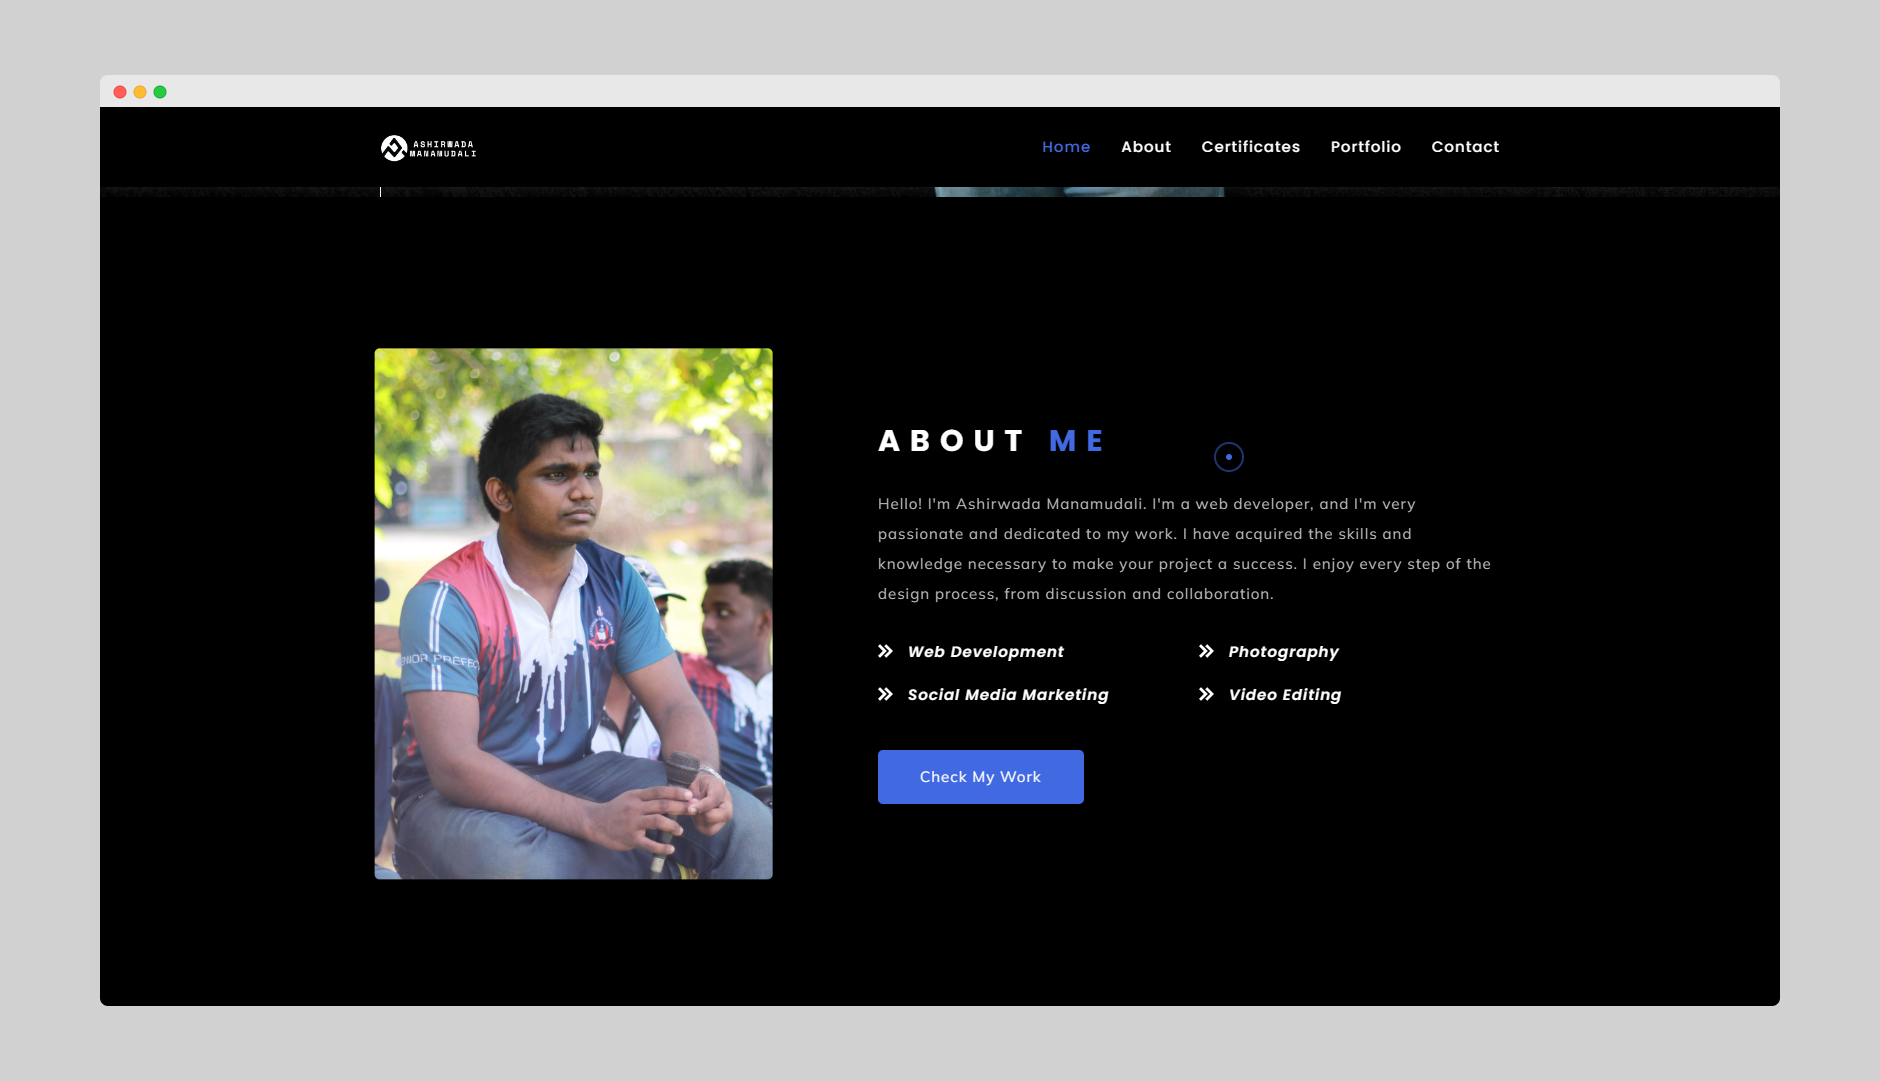 ASHIRWADA
MANAMUDALI
Home About Certificates Portfolio Contact
ABOUT ME
Hello! I'm Ashirwada Manamudali. I'm a web developer, and I'm very
passionate and dedicated to my work. I have acquired the skills and
knowledge necessary to make your project a success. I enjoy every step of the
design process, from discussion and collaboration.
Web Development
Photography
Social Media Marketing
Video Editing
Check My Work